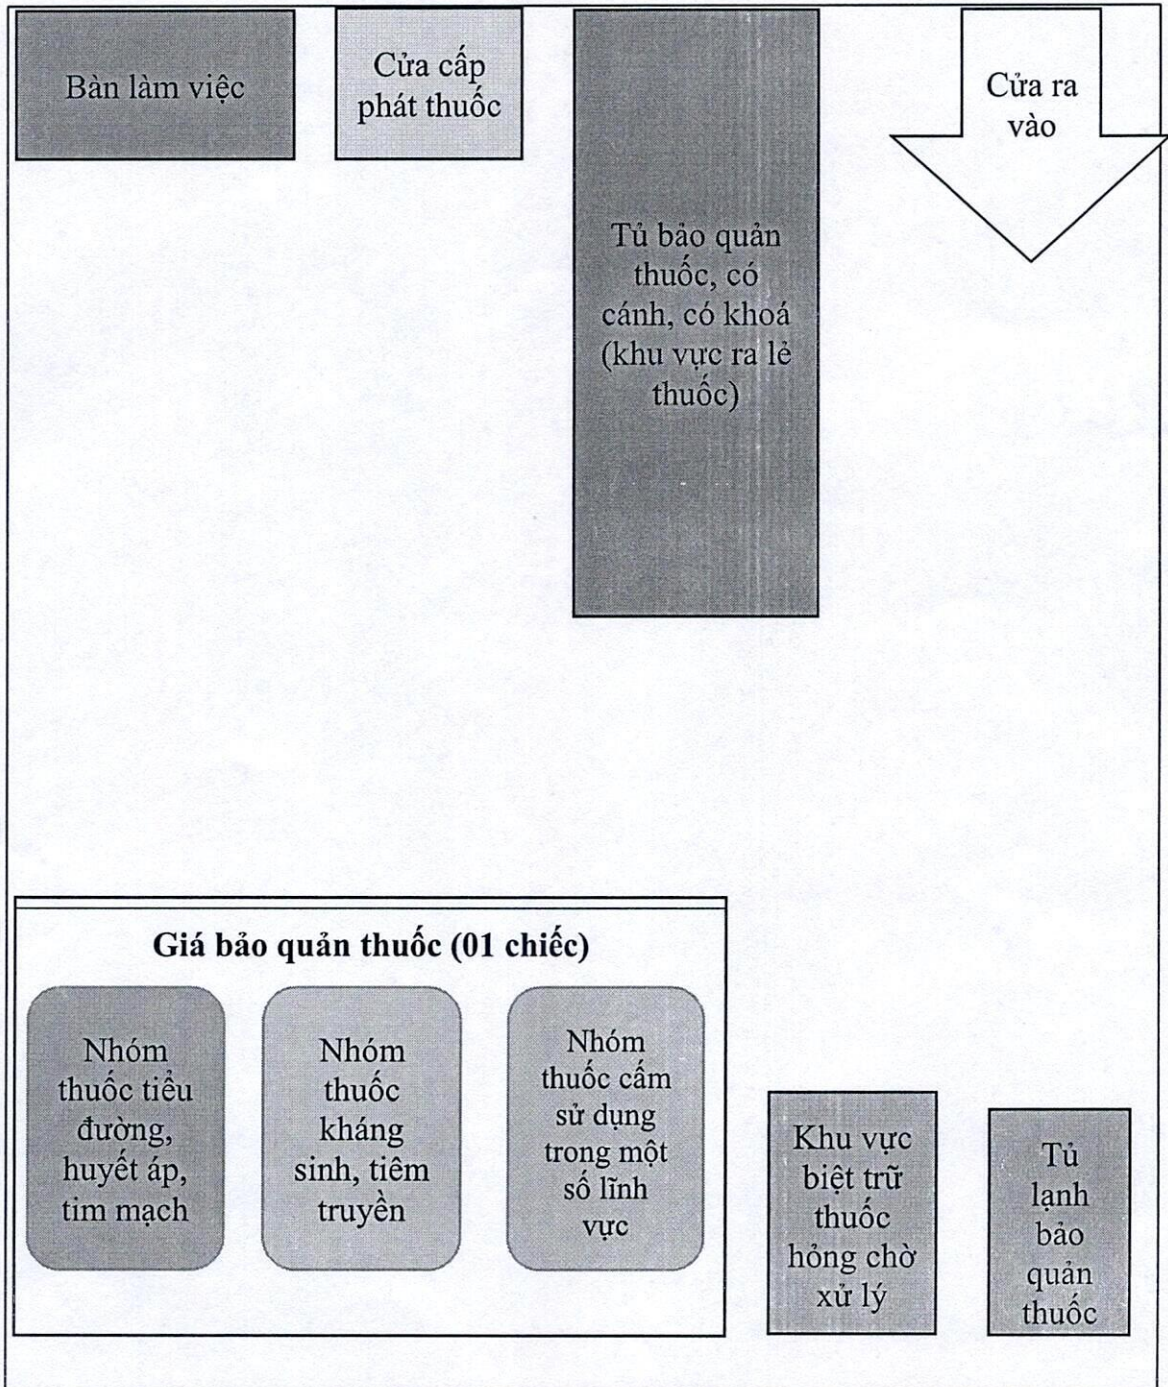 Bàn làm việc
Cửa cấp
phát thuốc
Tủ bảo quản
thuốc, có
cánh, có khoá
(khu vực ra lẻ
thuốc)
Cửa ra
vào
Giá bảo quản thuốc (01 chiếc)
Nhóm
thuốc tiểu
đường,
huyết áp,
tim mạch
Nhóm
thuốc
kháng
sinh, tiêm
truyền
Nhóm
thuốc cấm
sử dụng
trong một
số lĩnh
vực
Khu vực
biệt trữ
thuốc
hỏng chờ
xử lý
Tủ
lạnh
bảo
quản
thuốc